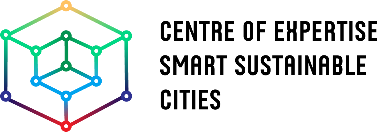 CENTRE OF EXPERTISE
SMART SUSTAINABLE
CITIES